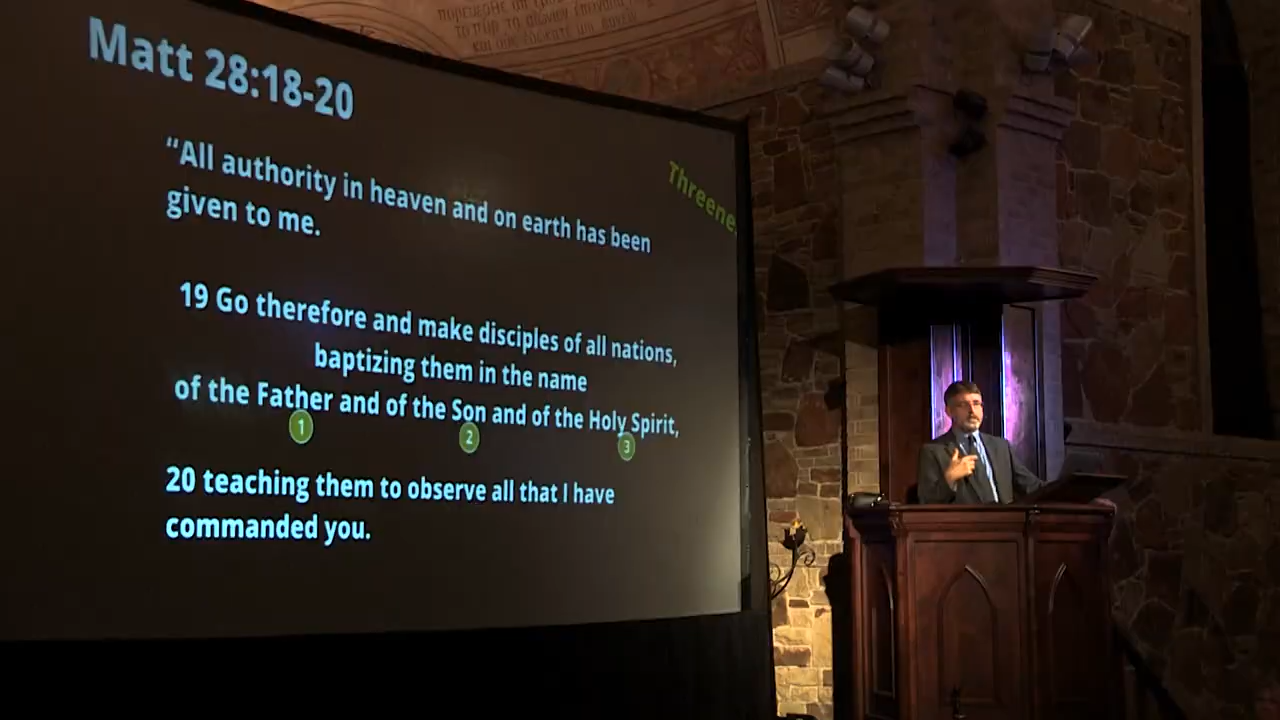 Matt 28:18-20
“All authority in heaven and on earth has been
given to me.
19 Go therefore and make disciples of all nations,
baptizing them in the name
of the Father and of the Son and of the Holy Spirit,
1 2 3
20 teaching them to observe all that I have
commanded you.
Threene